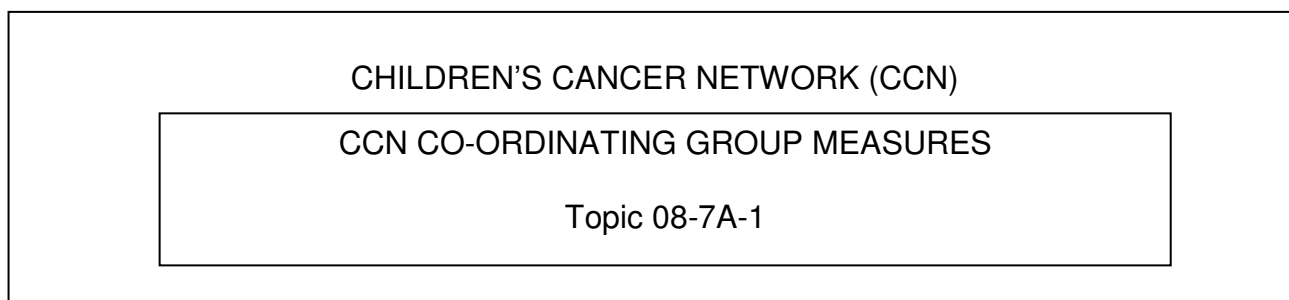 CHILDREN'S CANCER NETWORK (CCN)
CCN CO-ORDINATING GROUP MEASURES
Topic 08-7A-1